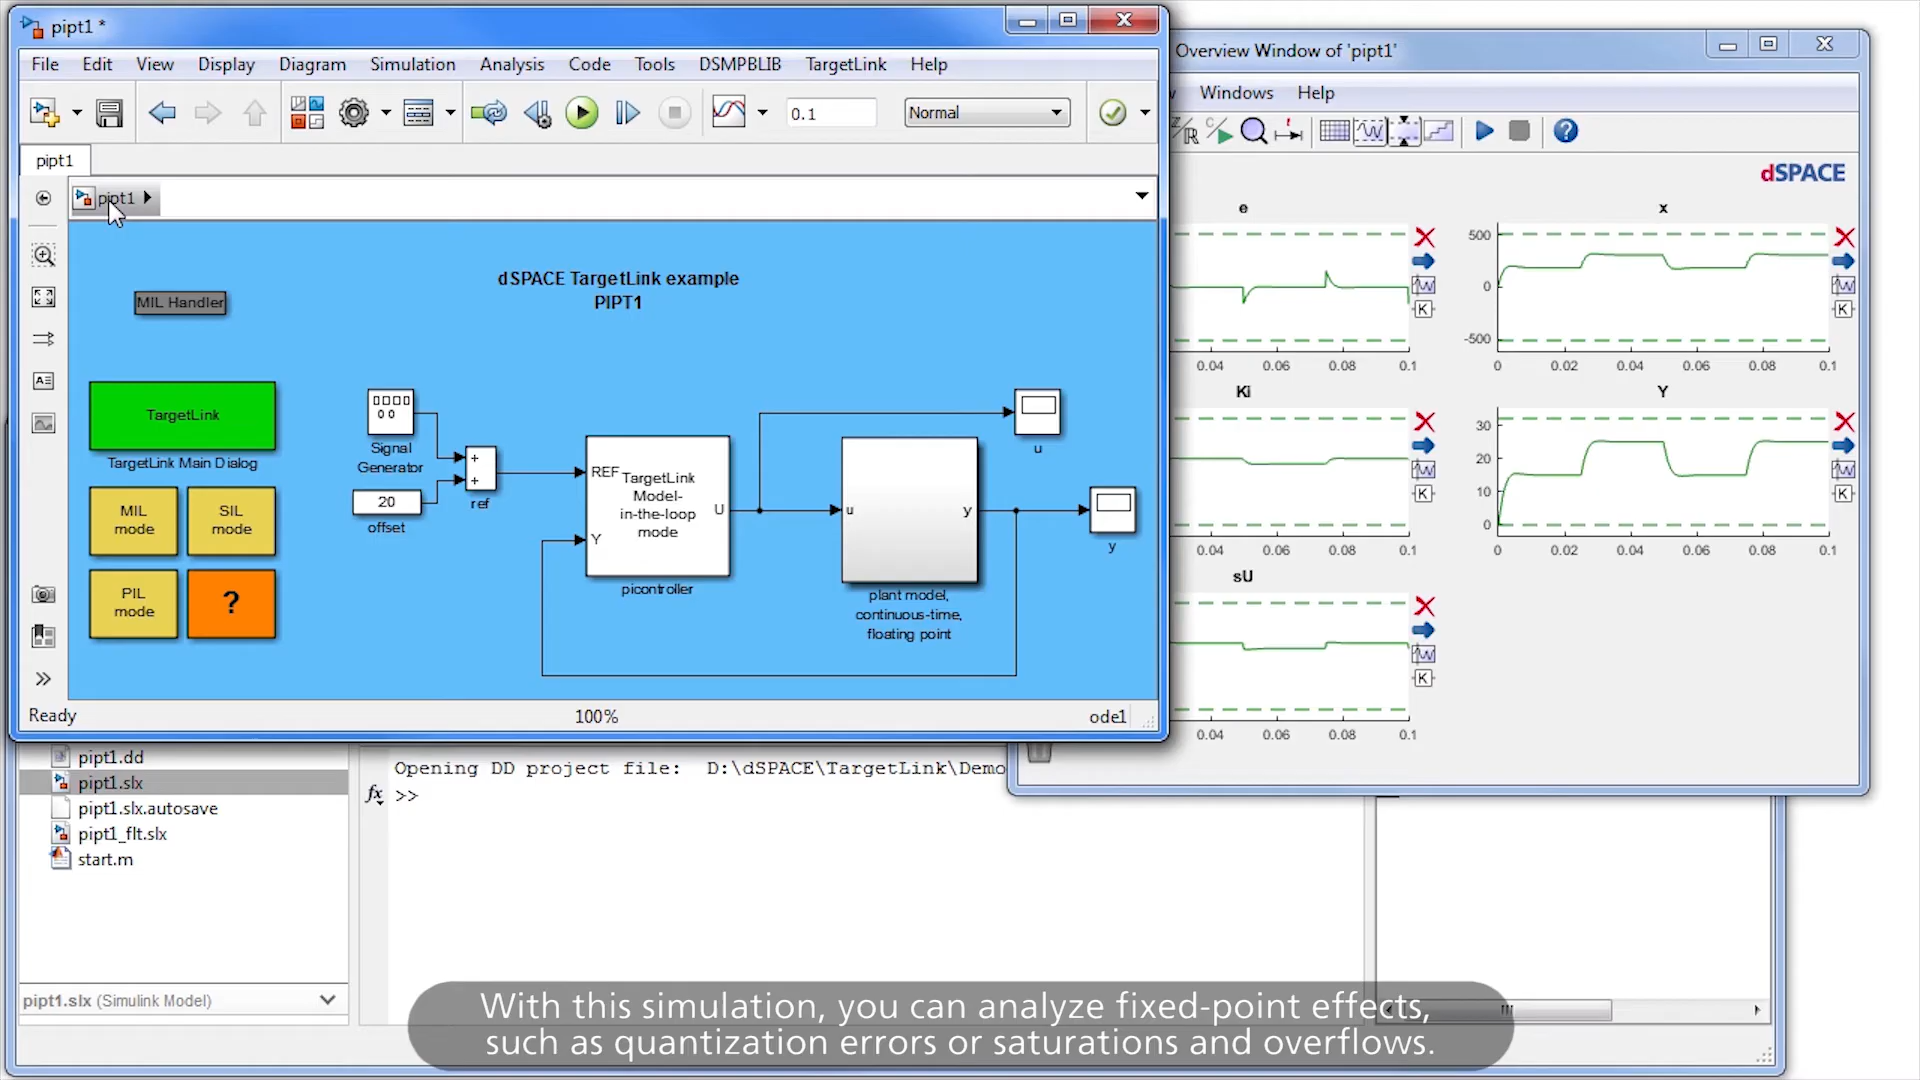 pipt1 *
File Edit View Display Diagram Simulation Analysis Code Tools DSMPBLIB TargetLink Help
0.1
Normal
pipt1
pipt1
dSPACE TargetLink example
PIPT1
MIL Handler
TargetLink
TargetLink Main Dialog
MIL
mode
SIL
mode
PIL
mode
?
Signal
Generator
20
offset
+
+
ref
REF
Y
TargetLink
Model-
in-the-loop
mode
U
picontroller
u
y
plant model,
continuous-time,
floating point
u
y
Ready
100%
ode1
Overview Window of 'pipt1'
Windows Help
dSPACE
e
0.04 0.06 0.08 0.1
K
x
500
0
-500
0 0.02 0.04 0.06 0.08 0.1
K
Ki
0.04 0.06 0.08 0.1
K
Y
30
20
10
0
0 0.02 0.04 0.06 0.08 0.1
K
sU
0.04 0.06 0.08 0.1
K
pipt1.dd
pipt1.slx
pipt1.slx.autosave
pipt1_flt.slx
start.m
pipt1.slx (Simulink Model)
Opening DD project file: D:\dSPACE\TargetLink\Demo
fx >>
With this simulation, you can analyze fixed-point effects,
such as quantization errors or saturations and overflows.